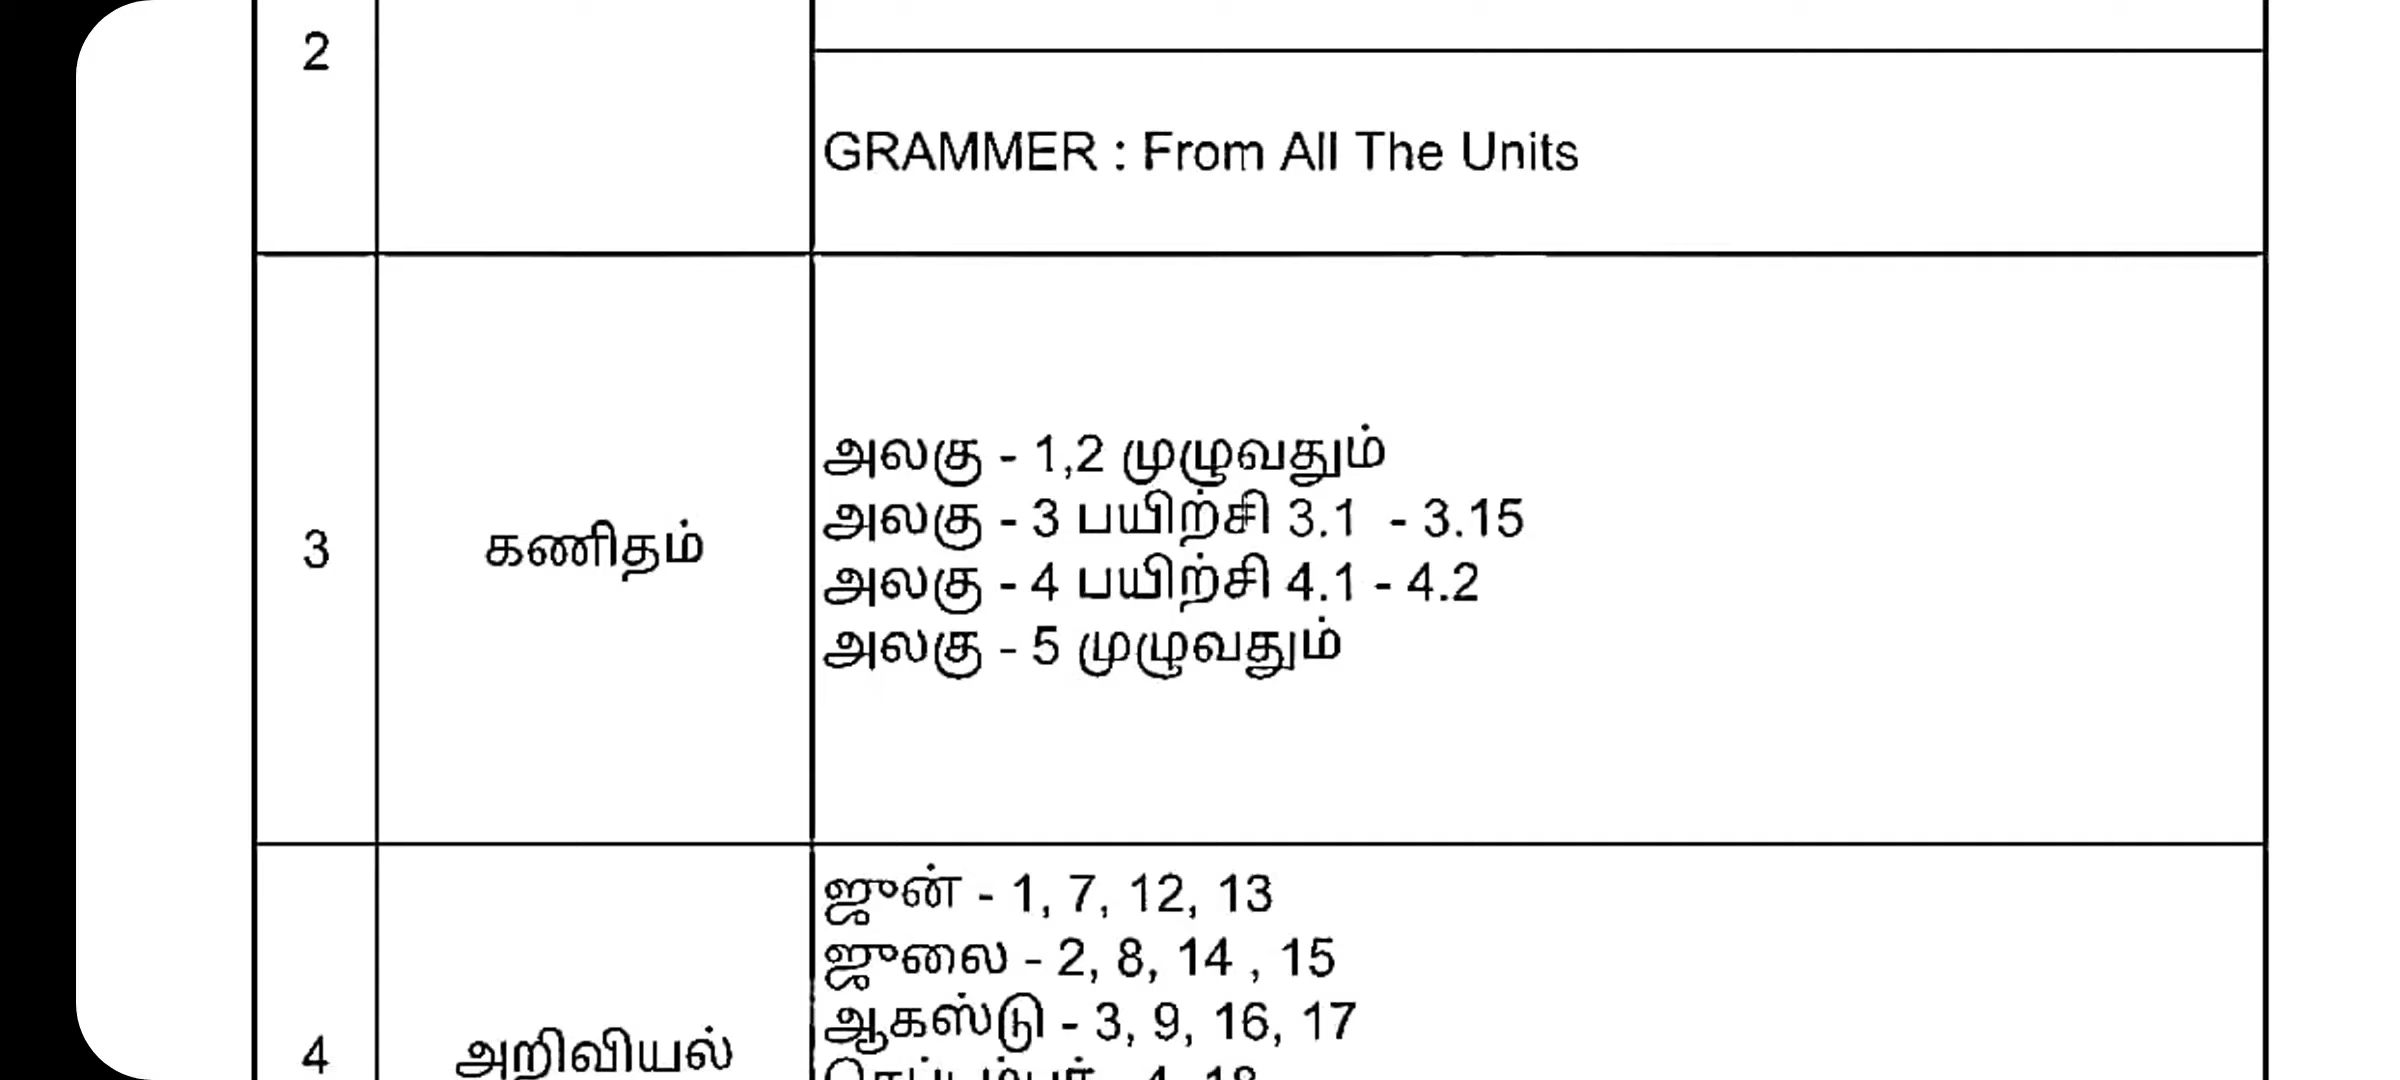 2
GRAMMER : From All The Units
3
கணிதம்
அலகு - 1,2 முழுவதும்
அலகு - 3 பயிற்சி 3.1 - 3.15
அலகு - 4 பயிற்சி 4.1 - 4.2
அலகு - 5 முழுவதும்
4
அறிவியல்
ஜுன் - 1, 7, 12, 13
ஜுலை - 2, 8, 14 , 15
ஆகஸ்டு - 3, 9, 16, 17